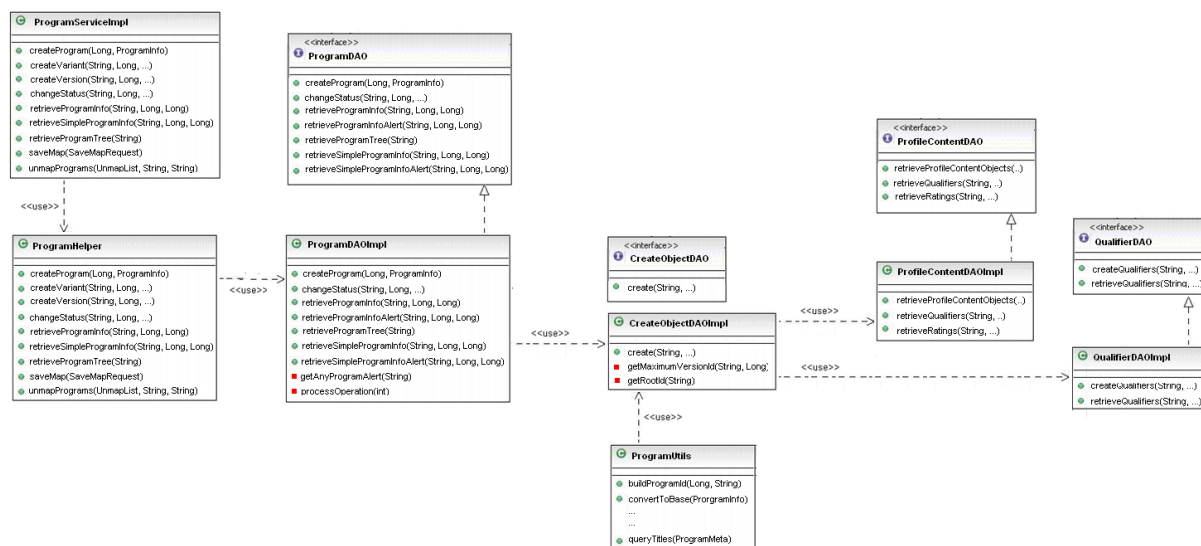 ProgramServiceImpl
createProgram(Long, ProgramInfo)
createVariant(String, Long, ...)
createVersion(String, Long, ...)
changeStatus(String, Long, ...)
retrieveProgramInfo(String, Long, Long)
retrieveSimpleProgramInfo(String, Long, Long)
retrieveProgramTree(String)
saveMap(SaveMapRequest)
unmapPrograms(UnmapList, String, String)
<<use>>
ProgramHelper
createProgram(Long, ProgramInfo)
createVariant(String, Long, ...)
createVersion(String, Long, ...)
changeStatus(String, Long, ...)
retrieveProgramInfo(String, Long, Long)
retrieveSimpleProgramInfo(String, Long, Long)
retrieveProgramTree(String)
saveMap(SaveMapRequest)
unmapPrograms(UnmapList, String, String)
<<use>>
<<interface>>
ProgramDAO
createProgram(Long, ProgramInfo)
changeStatus(String, Long, ...)
retrieveProgramInfo(String, Long, Long)
retrieveProgramInfoAlert(String, Long, Long)
retrieveProgramTree(String)
retrieveSimpleProgramInfo(String, Long, Long)
retrieveSimpleProgramInfoAlert(String, Long, Long)
ProgramDAOImpl
createProgram(Long, ProgramInfo)
changeStatus(String, Long, ...)
retrieveProgramInfo(String, Long, Long)
retrieveProgramInfoAlert(String, Long, Long)
retrieveProgramTree(String)
retrieveSimpleProgramInfo(String, Long, Long)
retrieveSimpleProgramInfoAlert(String, Long, Long)
getAnyProgramAlert(String)
processOperation(int)
<<use>>
<<interface>>
CreateObjectDAO
create(String, ...)
CreateObjectDAOImpl
create(String, ...)
getMaximumVersionId(String, Long)
getRootId(String)
<<use>>
ProgramUtils
buildProgramId(Long, String)
convertToBase(ProrgramInfo)
...
...
queryTitles(ProgramMeta)
<<use>>
<<use>>
<<interface>>
ProfileContentDAO
retrieveProfileContentObjects(..)
retrieveQualifiers(String, ..)
retrieveRatings(String, ...)
ProfileContentDAOImpl
retrieveProfileContentObjects(..)
retrieveQualifiers(String, ..)
retrieveRatings(String, ...)
<<interface>>
QualifierDAO
createQualifiers(String, ...)
retrieveQualifiers(String, ...)
QualifierDAOImpl
createQualifiers(String, ...)
retrieveQualifiers(String, ...)